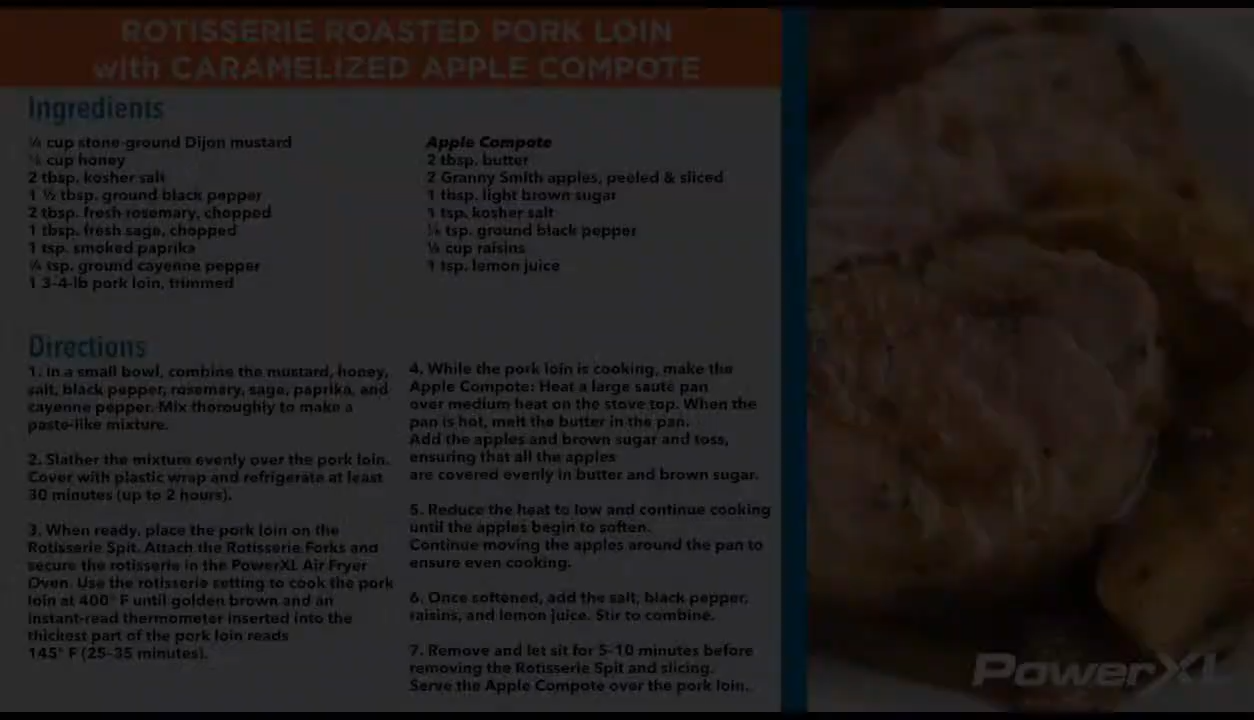 ROTISSERIE ROASTED PORK LOIN
with CARAMELIZED APPLE COMPOTE
Ingredients
¼ cup stone-ground Dijon mustard
cup honey
2 tbsp. kosher salt
1 ½ tbsp. ground black pepper
2 tbsp. fresh rosemary, chopped
1 tbsp. fresh sage, chopped
1 tsp. smoked paprika
¼ tsp. ground cayenne pepper
1 3-4-lb pork loin, trimmed
Apple Compote
2 tbsp. butter
2 Granny Smith apples, peeled & sliced
1 tbsp. light brown sugar
1 tsp. kosher salt
tsp. ground black pepper
¼ cup raisins
1 tsp. lemon juice
Directions
1. In a small bowl, combine the mustard, honey,
salt, black pepper, rosemary, sage, paprika, and
cayenne pepper. Mix thoroughly to make a
paste-like mixture.
2. Slather the mixture evenly over the pork loin.
Cover with plastic wrap and refrigerate at least
30 minutes (up to 2 hours).
3. When ready, place the pork loin on the
Rotisserie Spit. Attach the Rotisserie Forks and
secure the rotisserie in the PowerXL Air Fryer
Oven. Use the rotisserie setting to cook the pork
loin at 400° F until golden brown and an
instant-read thermometer inserted into the
thickest part of the pork loin reads
145° F (25-35 minutes).
4. While the pork loin is cooking, make the
Apple Compote: Heat a large sauté pan
over medium heat on the stove top. When the
pan is hot, melt the butter in the pan.
Add the apples and brown sugar and toss,
ensuring that all the apples
are covered evenly in butter and brown sugar.
5. Reduce the heat to low and continue cooking
until the apples begin to soften.
Continue moving the apples around the pan to
ensure even cooking.
6. Once softened, add the salt, black pepper,
raisins, and lemon juice. Stir to combine.
7. Remove and let sit for 5-10 minutes before
removing the Rotisserie Spit and slicing.
Serve the Apple Compote over the pork loin.
PowerXL